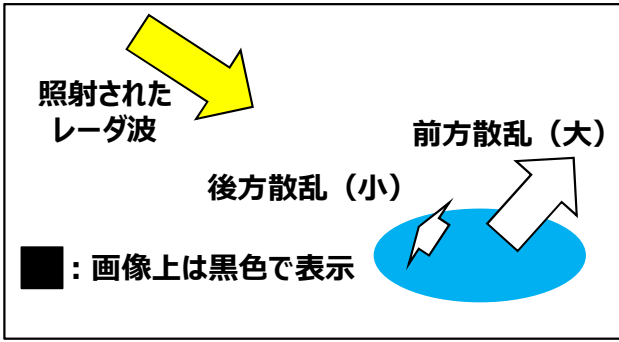 照射された
レーダ波
前方散乱（大）
後方散乱（小）
：画像上は黒色で表示